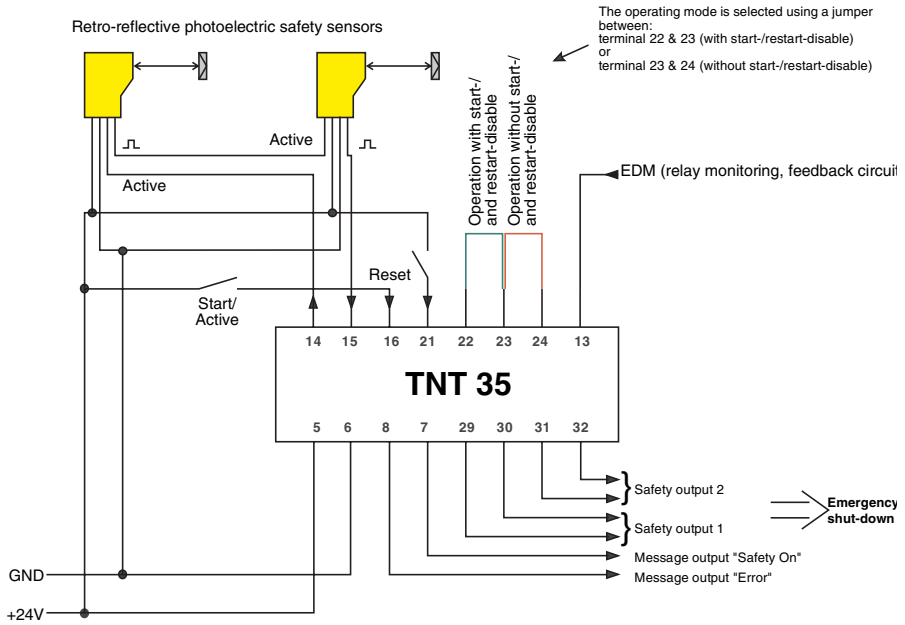 The operating mode is selected using a jumper
between:
terminal 22 & 23 (with start-/restart-disable)
or
terminal 23 & 24 (without start-/restart-disable)
Retro-reflective photoelectric safety sensors
Active
Active
Operation with start-/
and restart-disable
Operation without start-/
and restart-disable
EDM (relay monitoring, feedback circuit
Reset
Start/
Active
14 15 16 21 22 23 24 13
TNT 35
5 6 8 7 29 30 31 32
Safety output 2
Safety output 1
Emergency
shut-down
Message output "Safety On"
Message output "Error"
GND
+24V